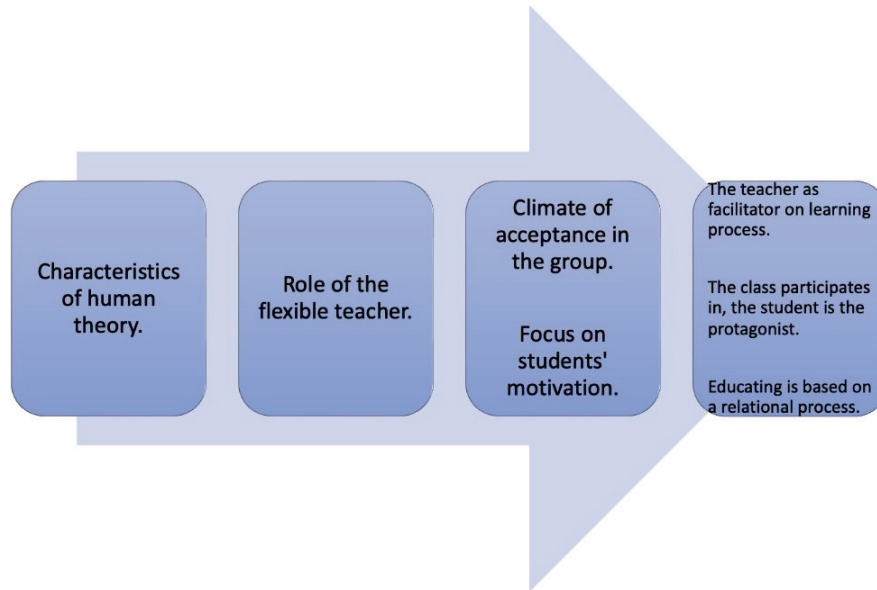 Characteristics
of human
theory.
Role of the
flexible teacher.
Climate of
acceptance in
the group.
Focus on
students'
motivation.
The teacher as
facilitator on learning
process.
The class participates
in, the student is the
protagonist.
Educating is based on
a relational process.